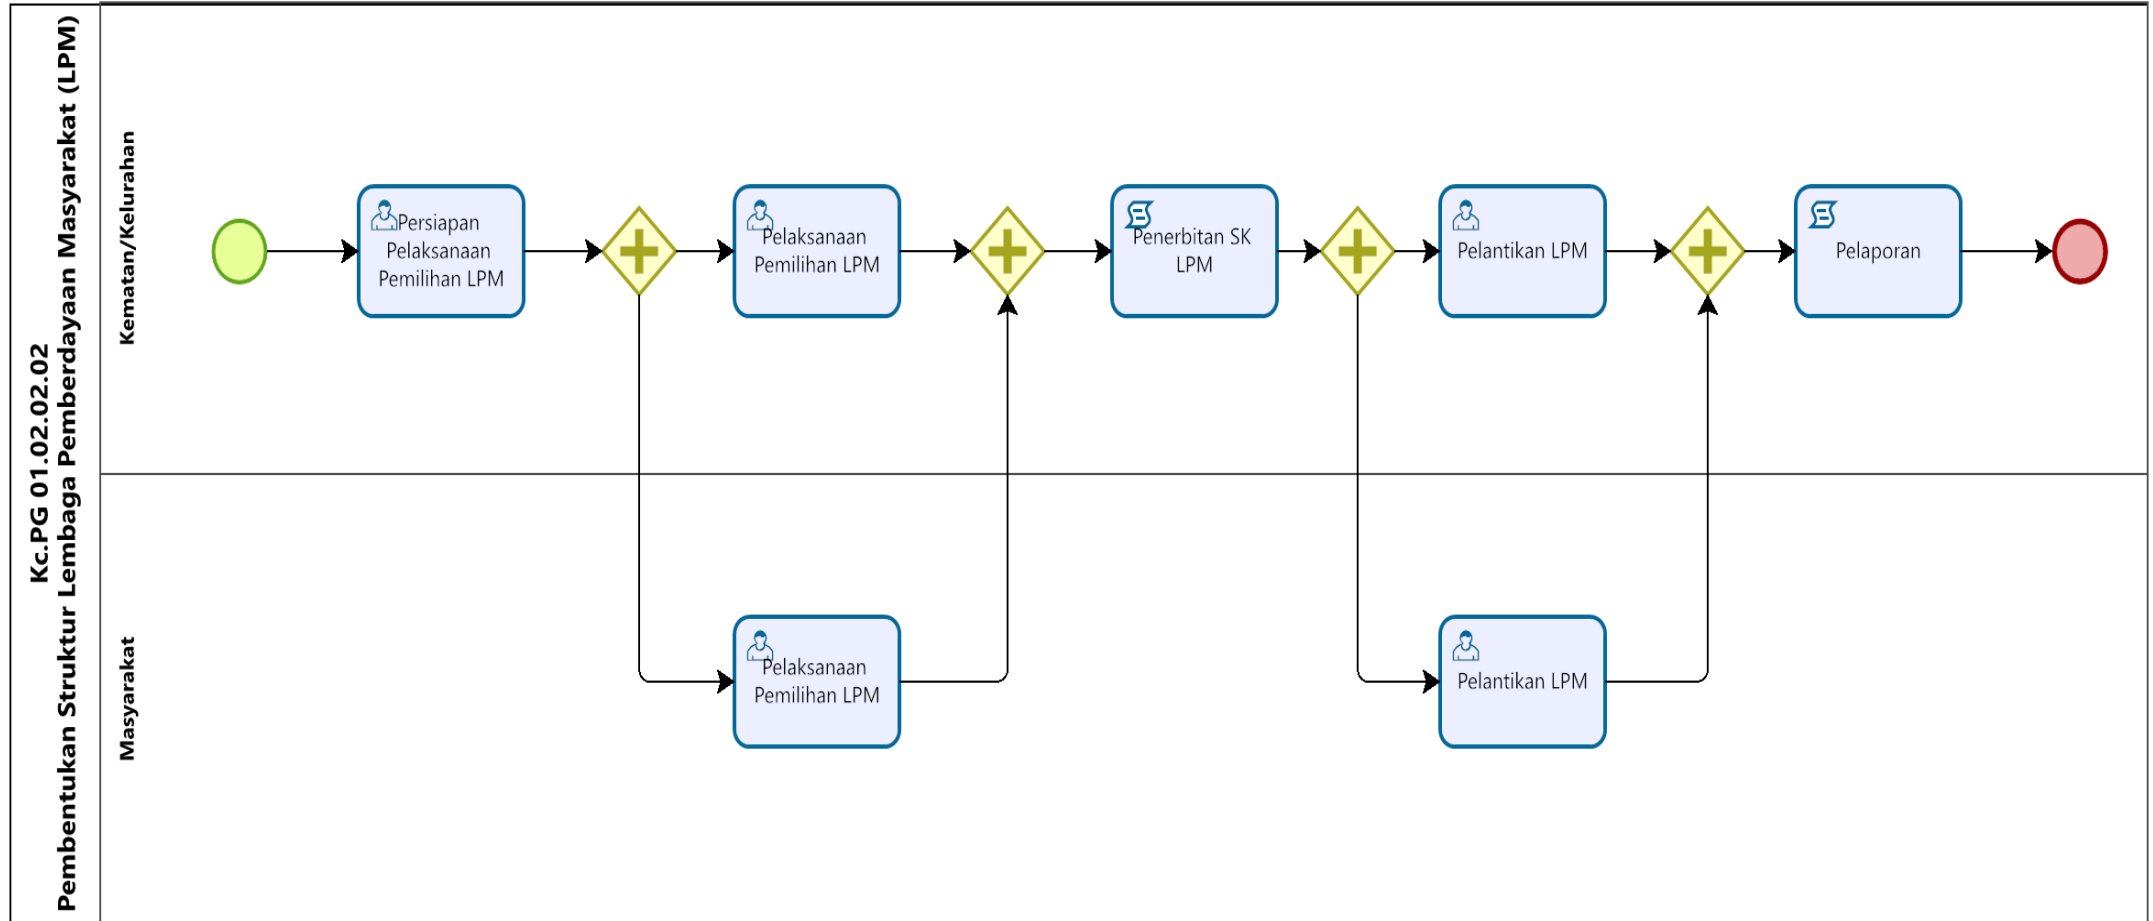 Kc.PG 01.02.02.02
Pembentukan Struktur Lembaga Pemberdayaan Masyarakat (LPM)
Kematan/Kelurahan
Persiapan
Pelaksanaan
Pemilihan LPM
Pelaksanaan
Pemilihan LPM
Penerbitan SK
LPM
Pelantikan LPM
Pelaporan
Masyarakat
Pelaksanaan
Pemilihan LPM
Pelantikan LPM